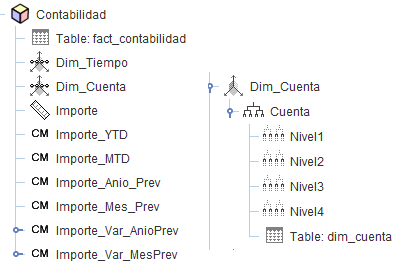 Contabilidad
Table: fact_contabilidad
Dim_Tiempo
Dim_Cuenta
Importe
CM Importe_YTD
CM Importe_MTD
CM Importe_Anio_Prev
CM Importe_Mes_Prev
CM Importe_Var_AnioPrev
CM Importe_Var_MesPrev
Dim_Cuenta
Cuenta
Nivel1
Nivel2
Nivel3
Nivel4
Table: dim_cuenta